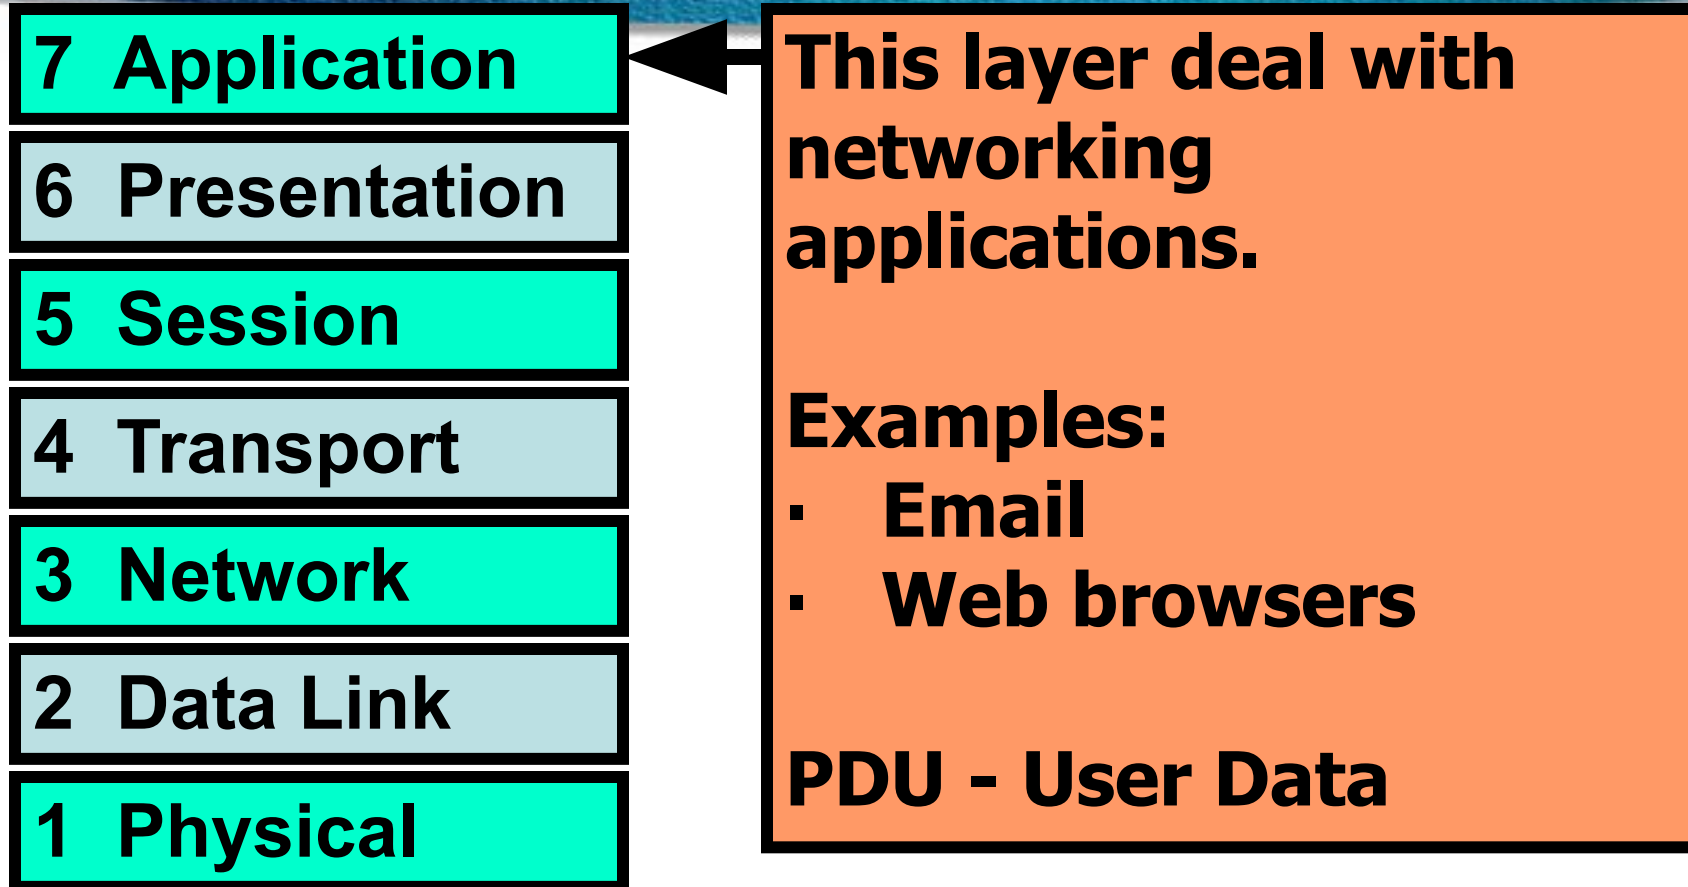 7 Application
6 Presentation
5 Session
4 Transport
3 Network
2 Data Link
1 Physical
This layer deal with
networking
applications.
Examples:
▪ Email
▪ Web browsers
PDU - User Data